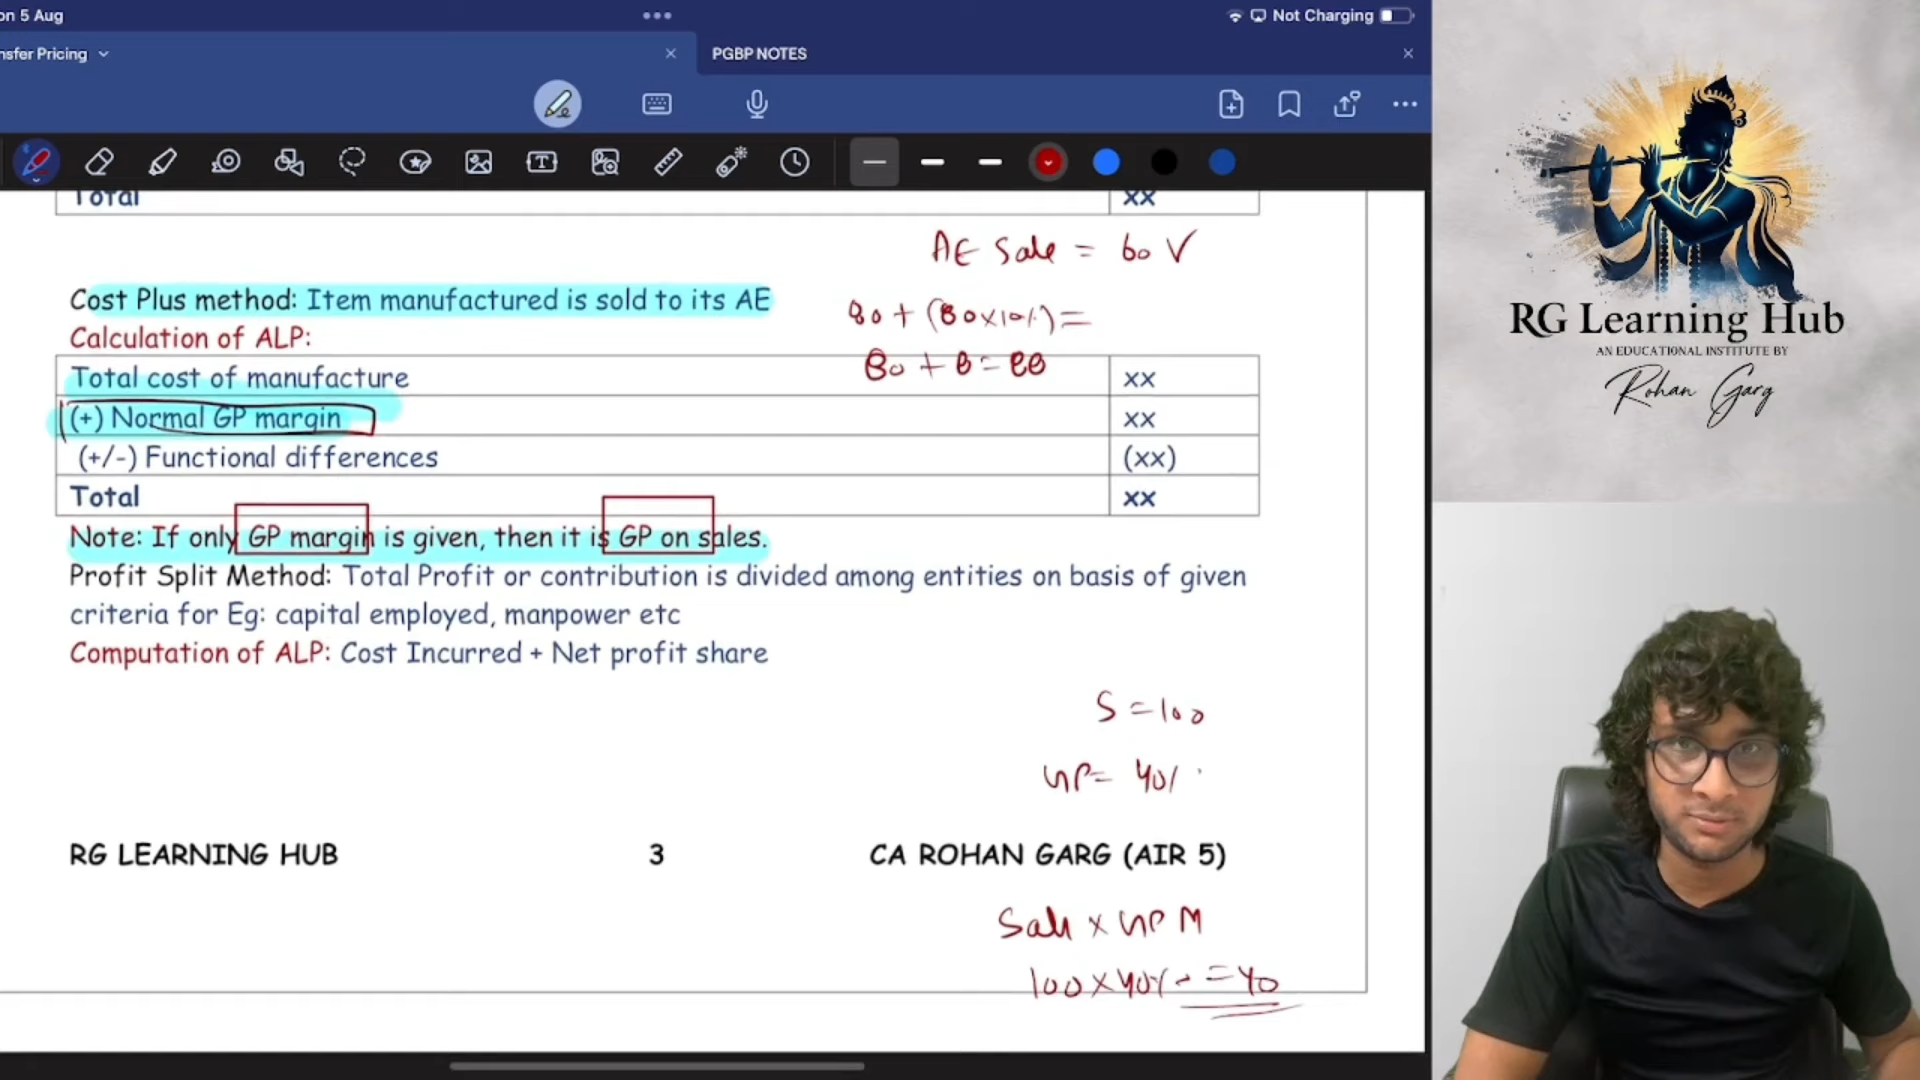 on 5 Aug
Not Charging
nsfer Pricing
PGBP NOTES
Total xx
AE Sale = 60 V
Cost Plus method: Item manufactured is sold to its AE
80 + (80x10%) =
Calculation of ALP:
80 + 8 = 88
Total cost of manufacture xx
(+) Normal GP margin xx
(+/-) Functional differences (xx)
Total xx
Note: If only GP margin is given, then it is GP on sales.
Profit Split Method: Total Profit or contribution is divided among entities on basis of given
criteria for Eg: capital employed, manpower etc
Computation of ALP: Cost Incurred + Net profit share
S = 100
GP = 40%
RG LEARNING HUB 3 CA ROHAN GARG (AIR 5)
Sale x GPM
100 x 40% = 40
RG Learning Hub
AN EDUCATIONAL INSTITUTE BY
Rohan Garg